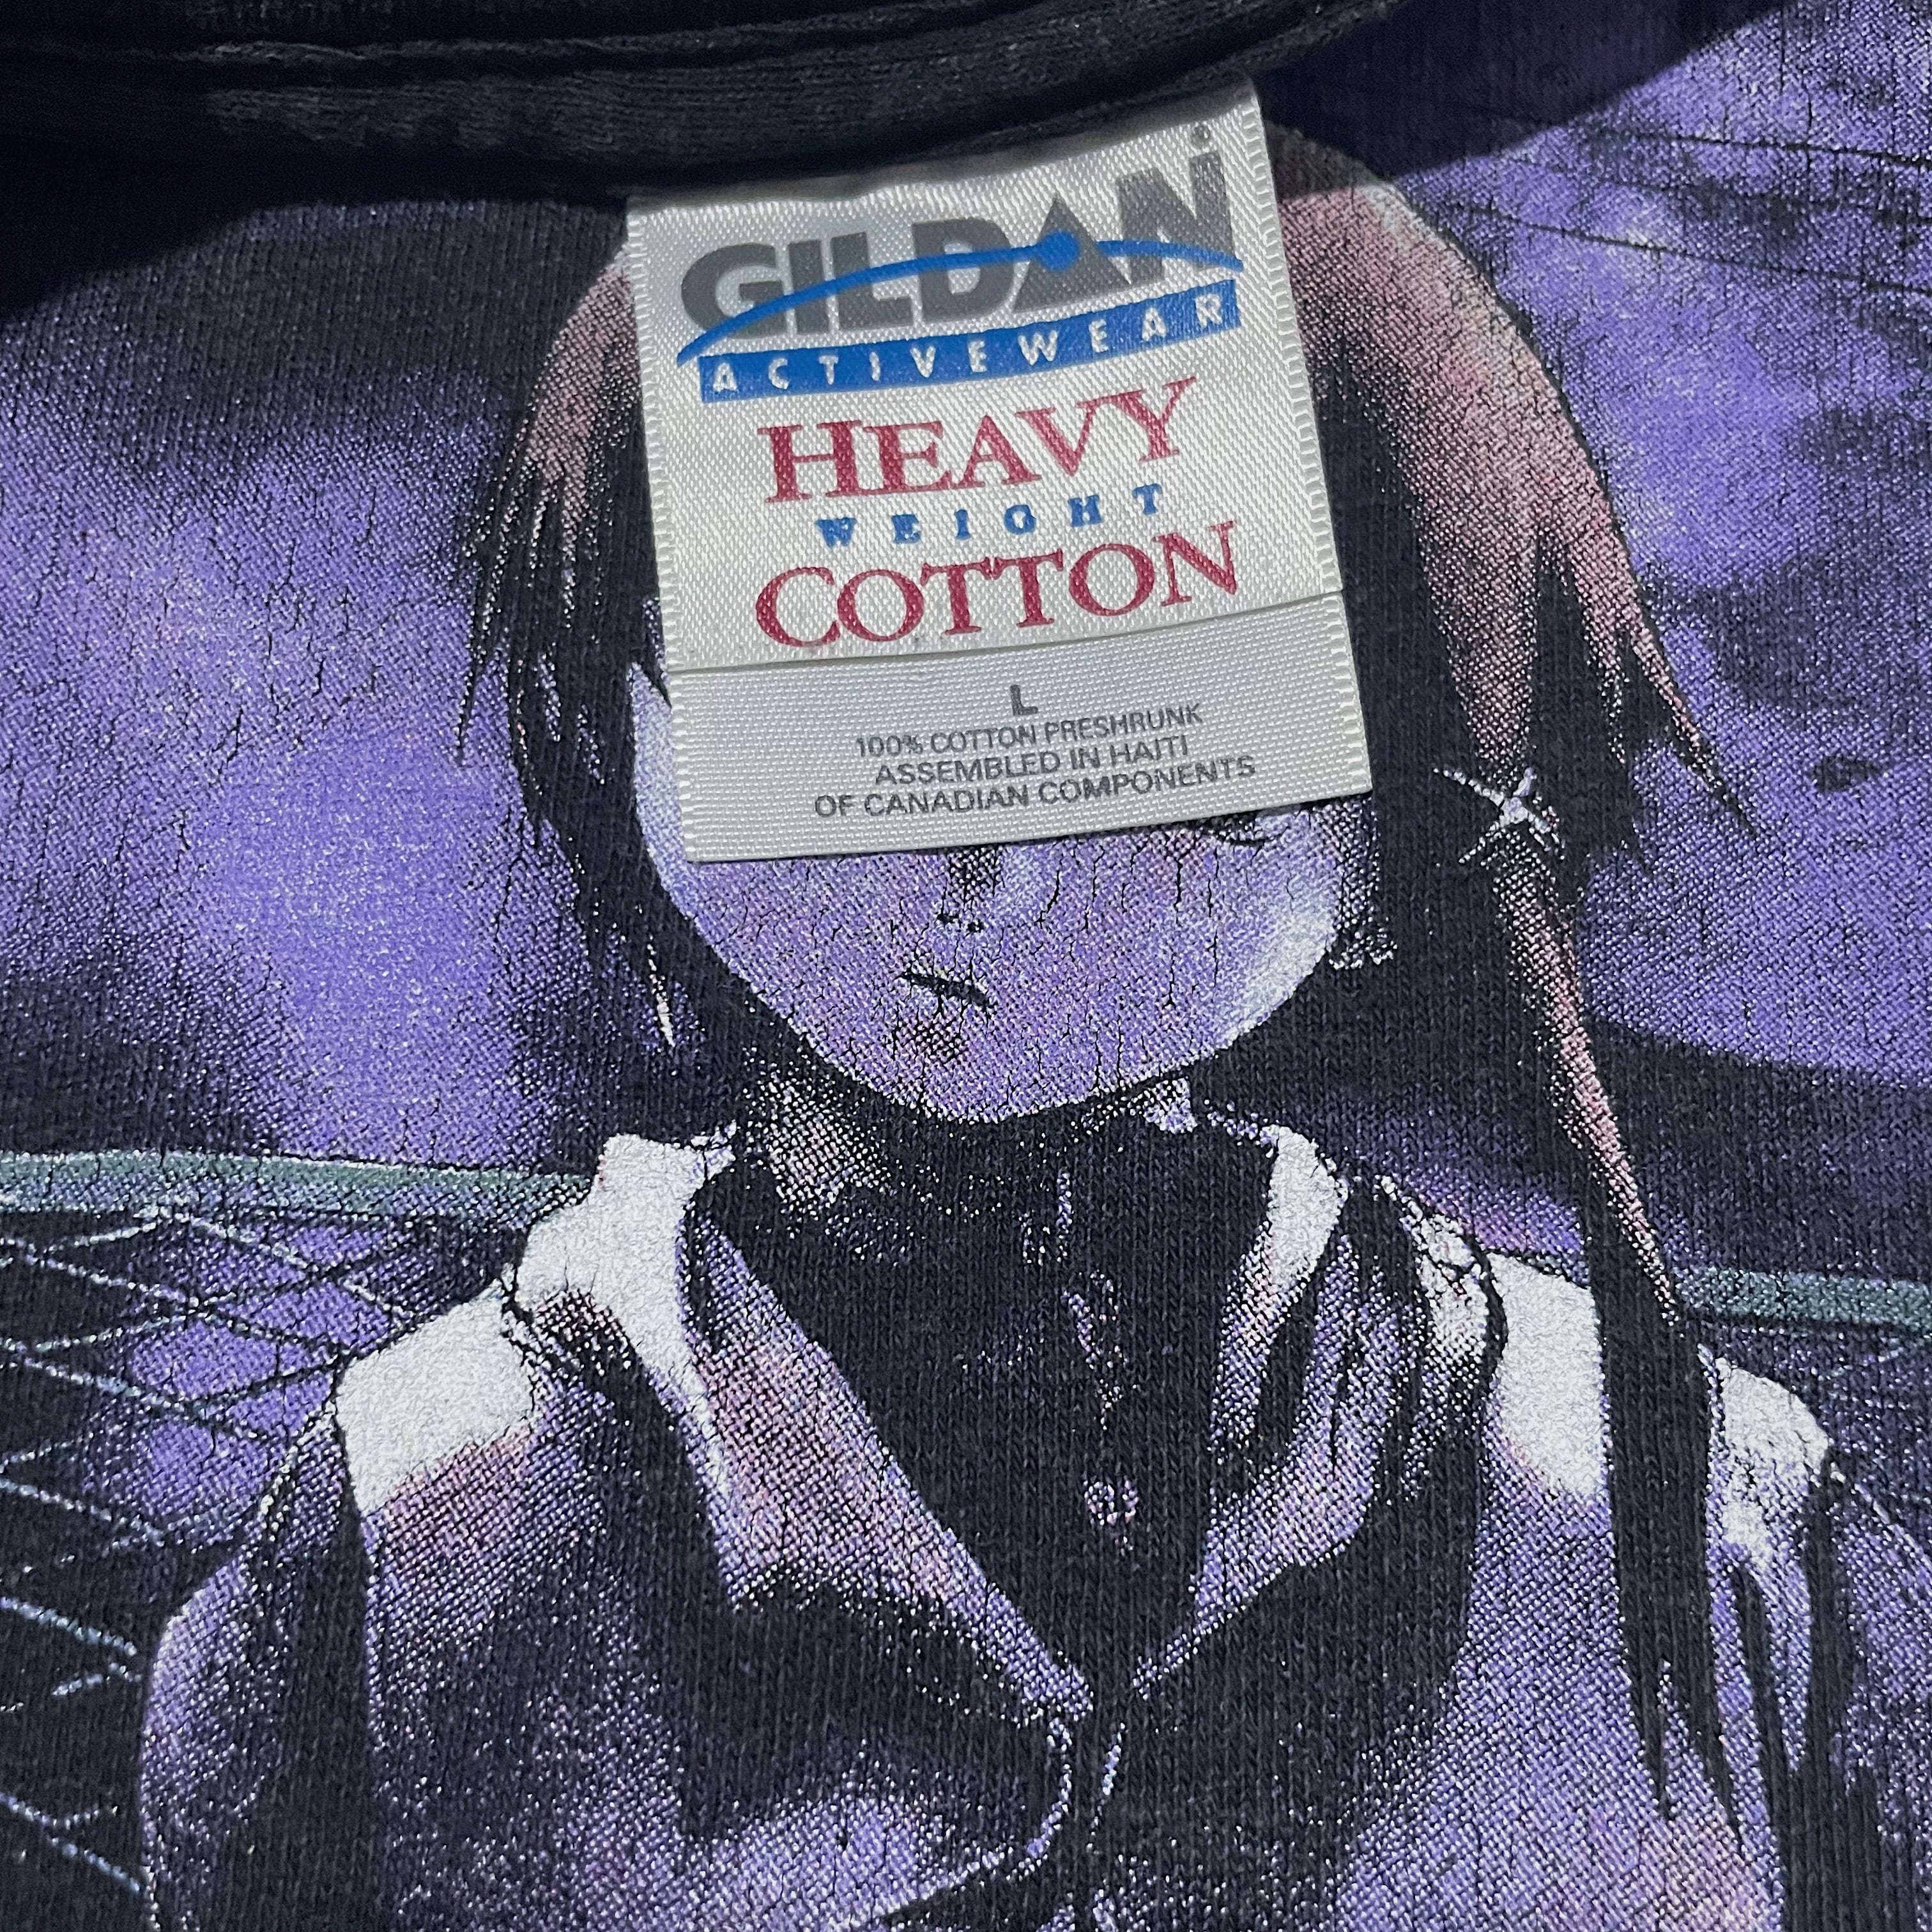 GILDAN
ACTIVEWEAR
HEAVY
WEIGHT
COTTON
L
100% COTTON PRESHRUNK
ASSEMBLED IN HAITI
OF CANADIAN COMPONENTS